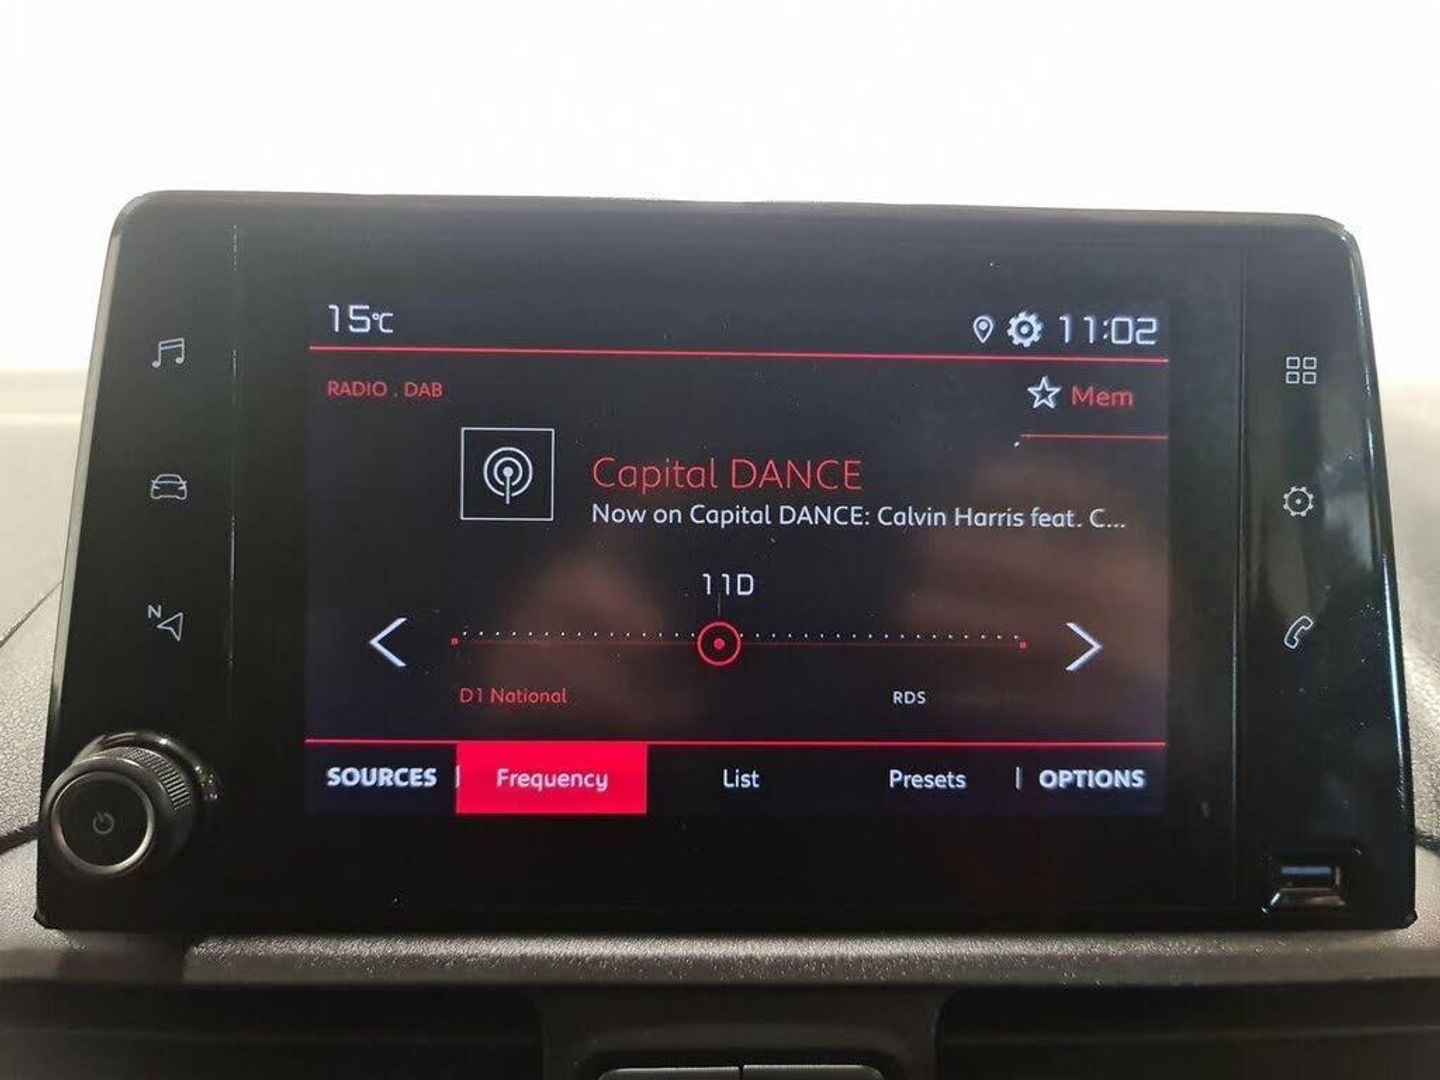 15°C 11:02
RADIO . DAB
Mem
Capital DANCE
Now on Capital DANCE: Calvin Harris feat. C...
11D
N
D1 National RDS
SOURCES Frequency List Presets OPTIONS